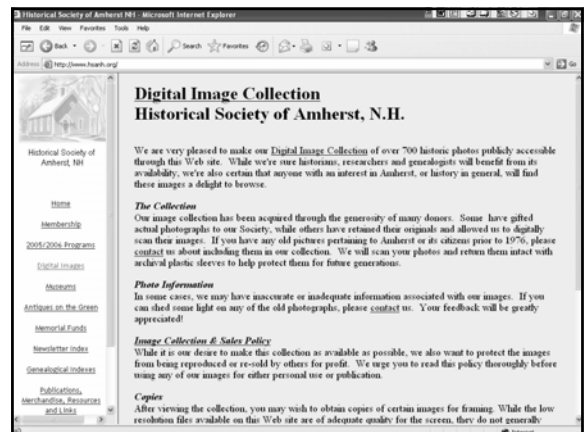 Historical Society of Amherst NH - Microsoft Internet Explorer
File Edit View Favorites Tools Help
Back Search Favorites
Address http://www.hsanh.org/ Go
Historical Society of
Amherst, NH
Home
Membership
2005/2006 Programs
Digital Images
Museums
Antiques on the Green
Memorial Funds
Newsletter Index
Genealogical Indexes
Publications,
Merchandise, Resources
and Links
Digital Image Collection
Historical Society of Amherst, N.H.
We are very pleased to make our Digital Image Collection of over 700 historic photos publicly accessible
through this Web site. While we're sure historians, researchers and genealogists will benefit from its
availability, we're also certain that anyone with an interest in Amherst, or history in general, will find
these images a delight to browse.
The Collection
Our image collection has been acquired through the generosity of many donors. Some have gifted
actual photographs to our Society, while others have retained their originals and allowed us to digitally
scan their images. If you have any old pictures pertaining to Amherst or its citizens prior to 1976, please
contact us about including them in our collection. We will scan your photos and return them intact with
archival plastic sleeves to help protect them for future generations.
Photo Information
In some cases, we may have inaccurate or inadequate information associated with our images. If you
can shed some light on any of the old photographs, please contact us. Your feedback will be greatly
appreciated!
Image Collection & Sales Policy
While it is our desire to make this collection as available as possible, we also want to protect the images
from being reproduced or re-sold by others for profit. We urge you to read this policy thoroughly before
using any of our images for either personal use or publication.
Copies
After viewing the collection, you may wish to obtain copies of certain images for framing. While the low
resolution files available on this Web site are of adequate quality for the screen, they do not generally